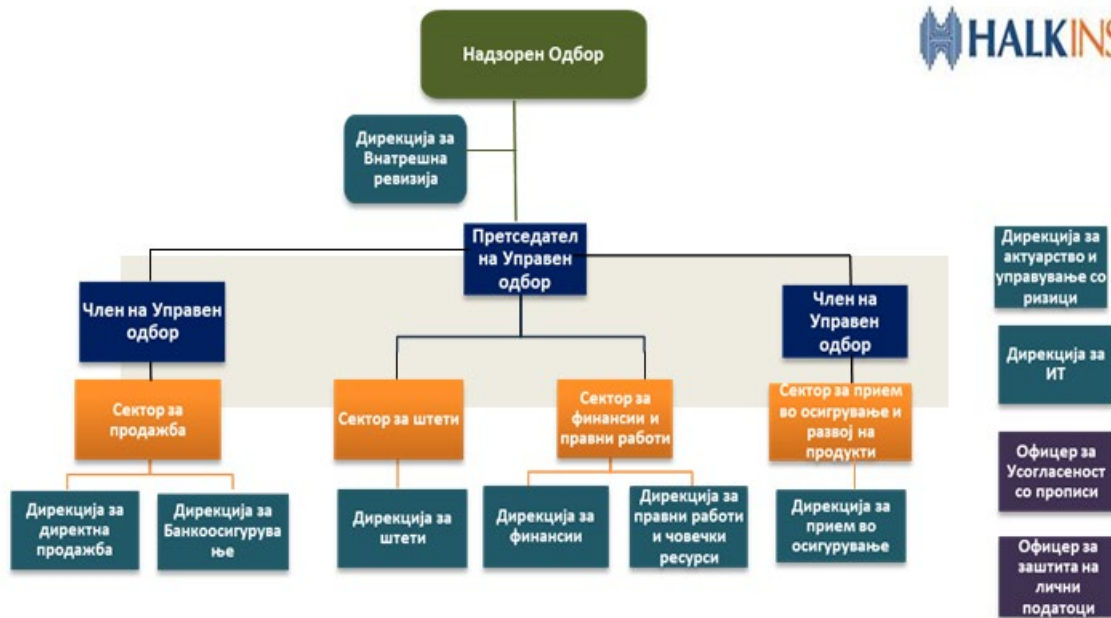 HALKINS
Надзорен Одбор
Дирекција за
Внатрешна
ревизија
Претседател
на Управен
одбор
Член на Управен
одбор
Член на
Управен
одбор
Сектор за
продажба
Сектор за штети
Сектор за
финансии и
правни работи
Сектор за прием
во осигрување и
развој на
продукти
Дирекција за
директна
продажба
Дирекција за
Банкоосигурува
ње
Дирекција за
штети
Дирекција за
финансии
Дирекција за
правни работи
и човечки
ресурси
Дирекција за
прием во
осигурување
Дирекција за
актуарство и
управување со
ризици
Дирекција за
ИТ
Офицер за
Усогласеност
со прописи
Офицер за
заштита на
лични
податоци